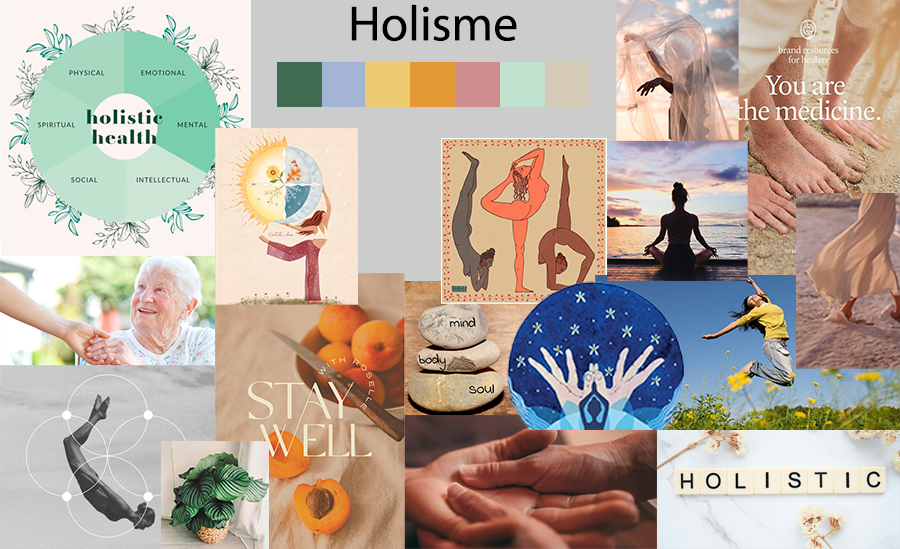 Holisme
PHYSICAL
EMOTIONAL
SPIRITUAL
holistic
health
MENTAL
SOCIAL
INTELLECTUAL
brand resources
for healers
You are
the medicine.
mind
body
soul
WITH ROSELLE
STAY
WELL
HOLISTIC